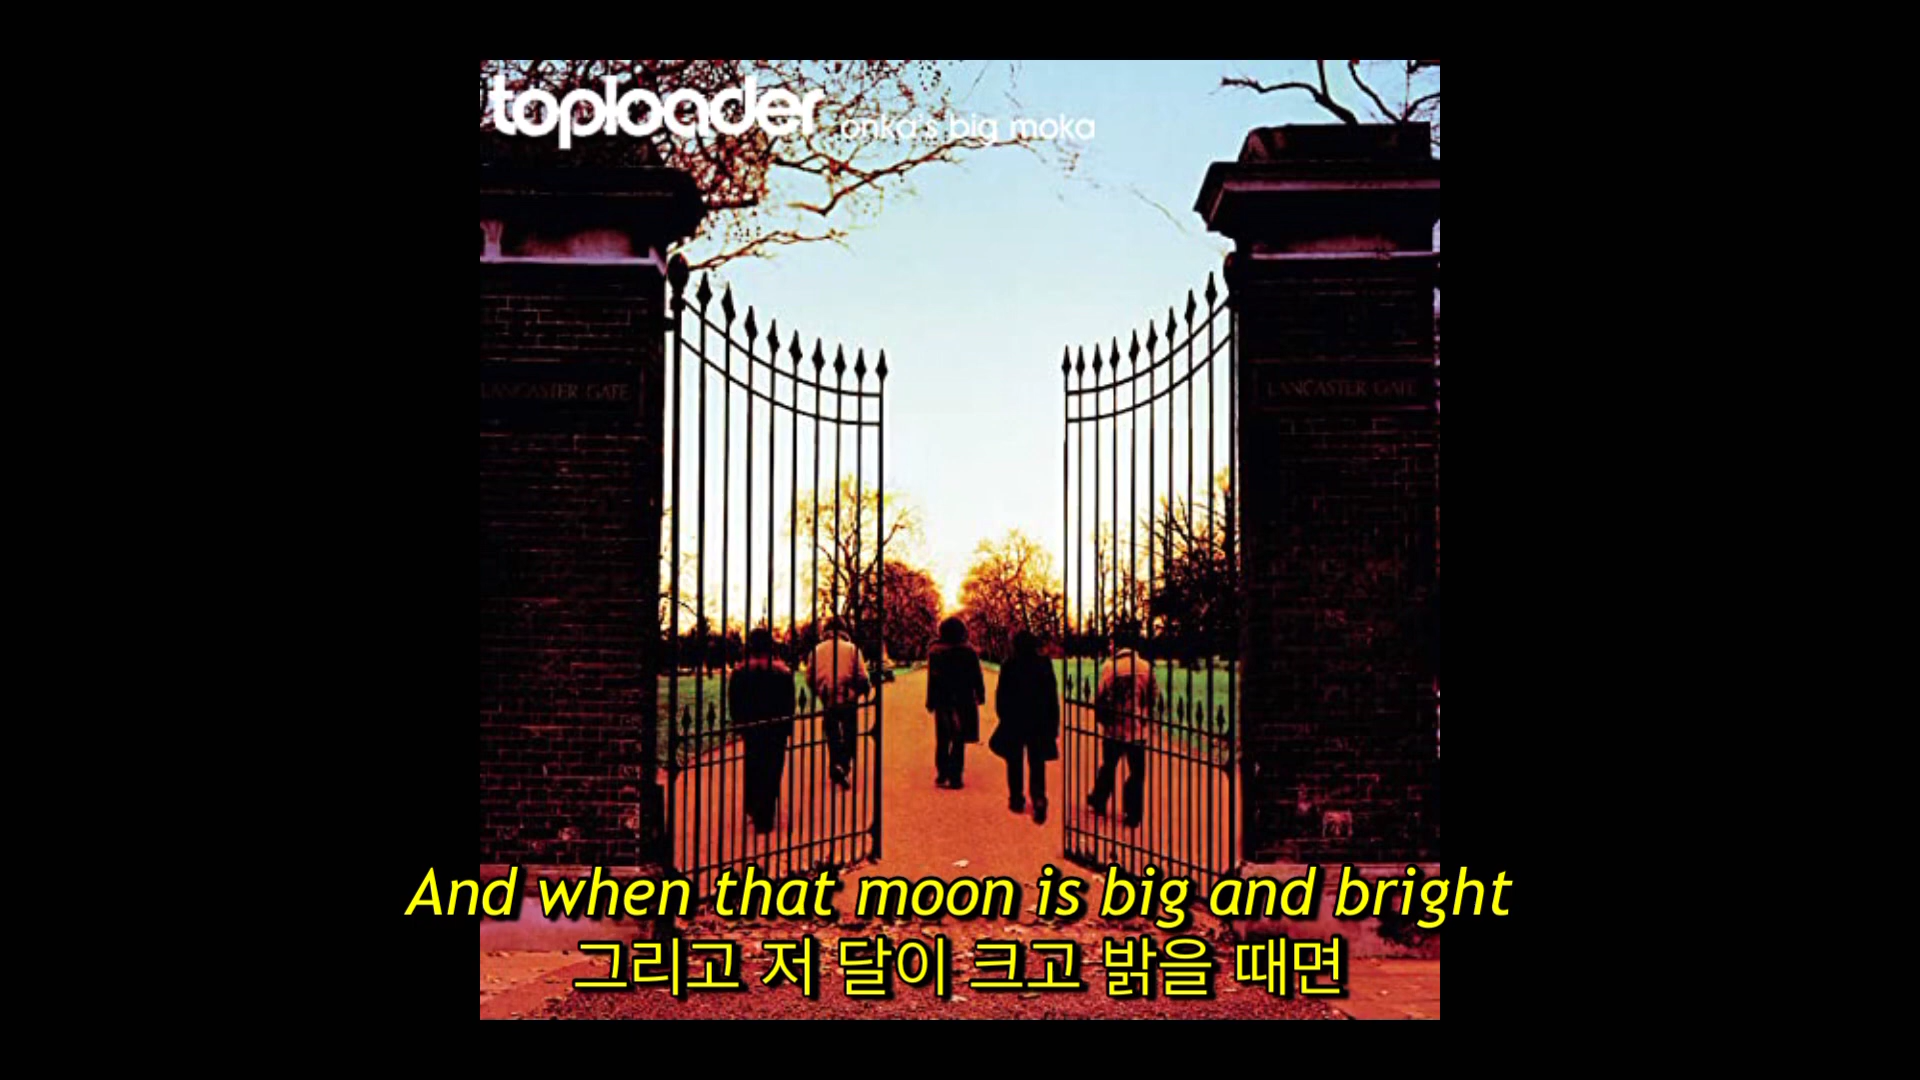 toploader onka's big moka
LANCASTER GATE
LANCASTER GATE
And when that moon is big and bright
그리고 저 달이 크고 밝을 때면